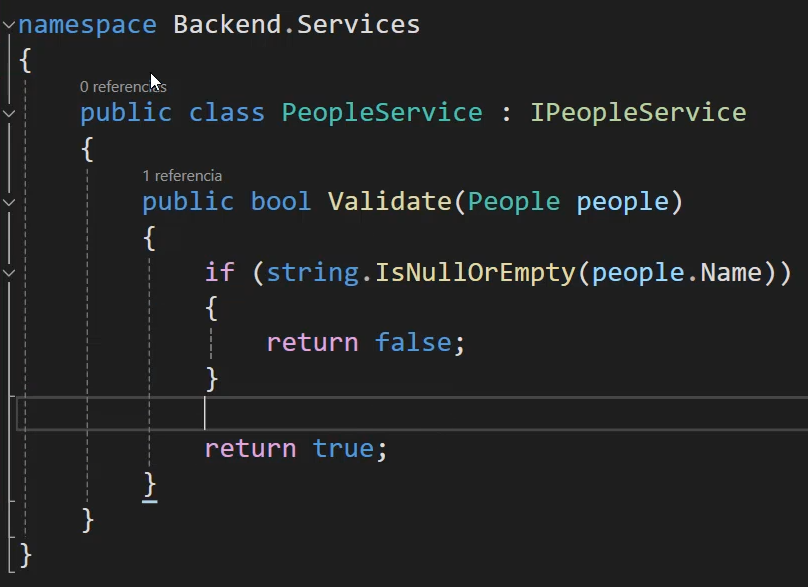 namespace Backend.Services
{
0 referencias
public class PeopleService : IPeopleService
{
1 referencia
public bool Validate(People people)
{
if (string.IsNullOrEmpty(people.Name))
{
return false;
}
return true;
}
}
}